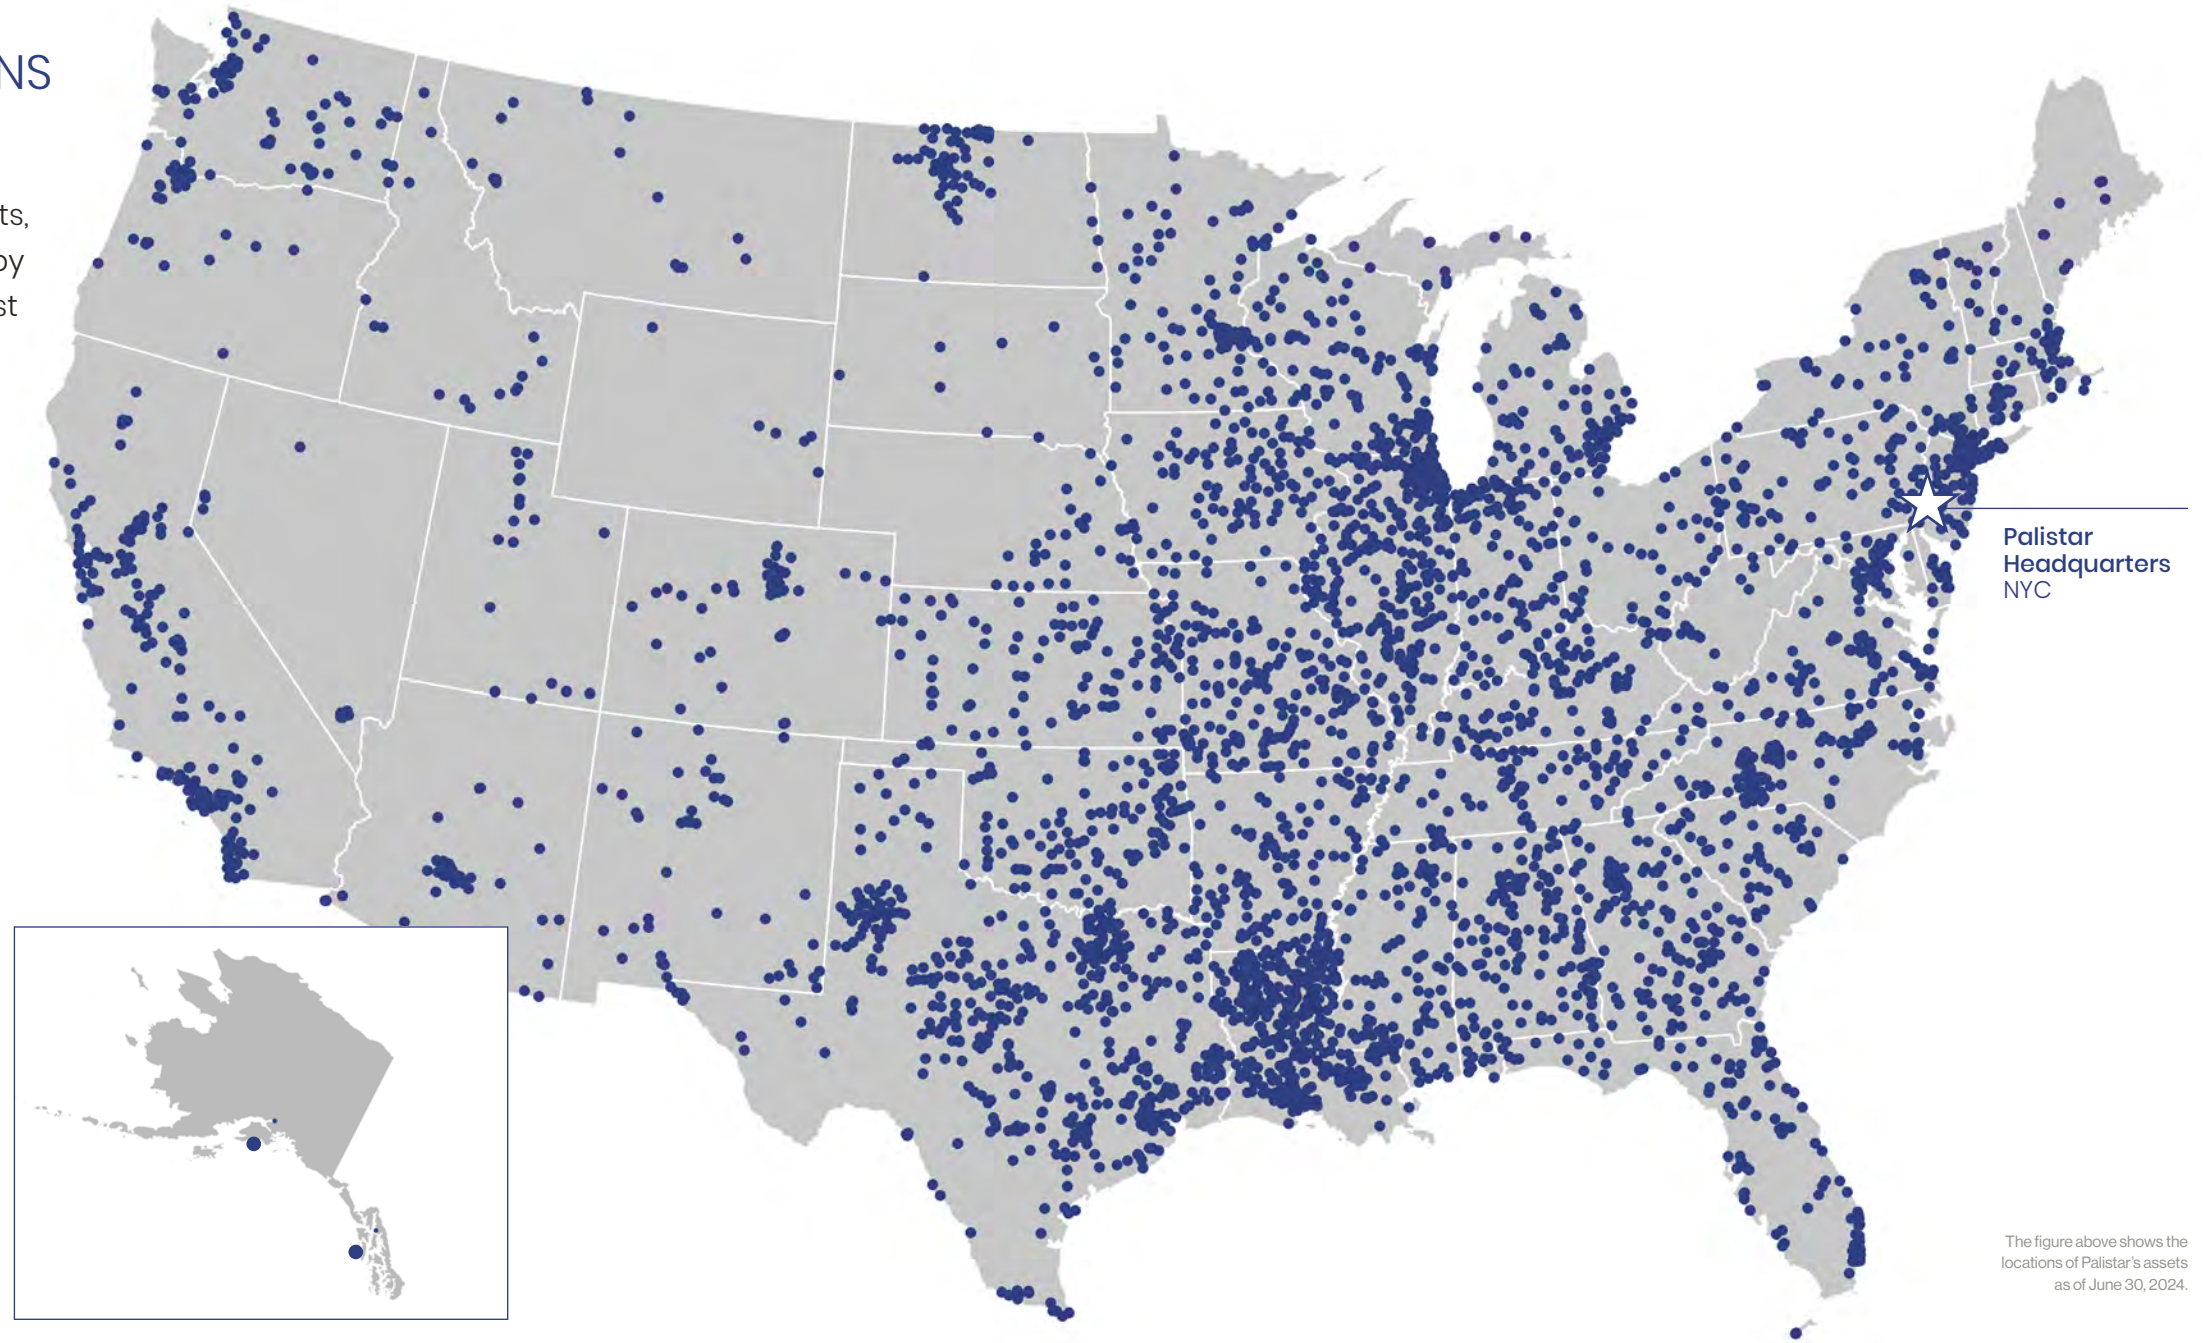 NS
ts,
by
st
Palistar
Headquarters
NYC
The figure above shows the
locations of Palistar's assets
as of June 30, 2024.